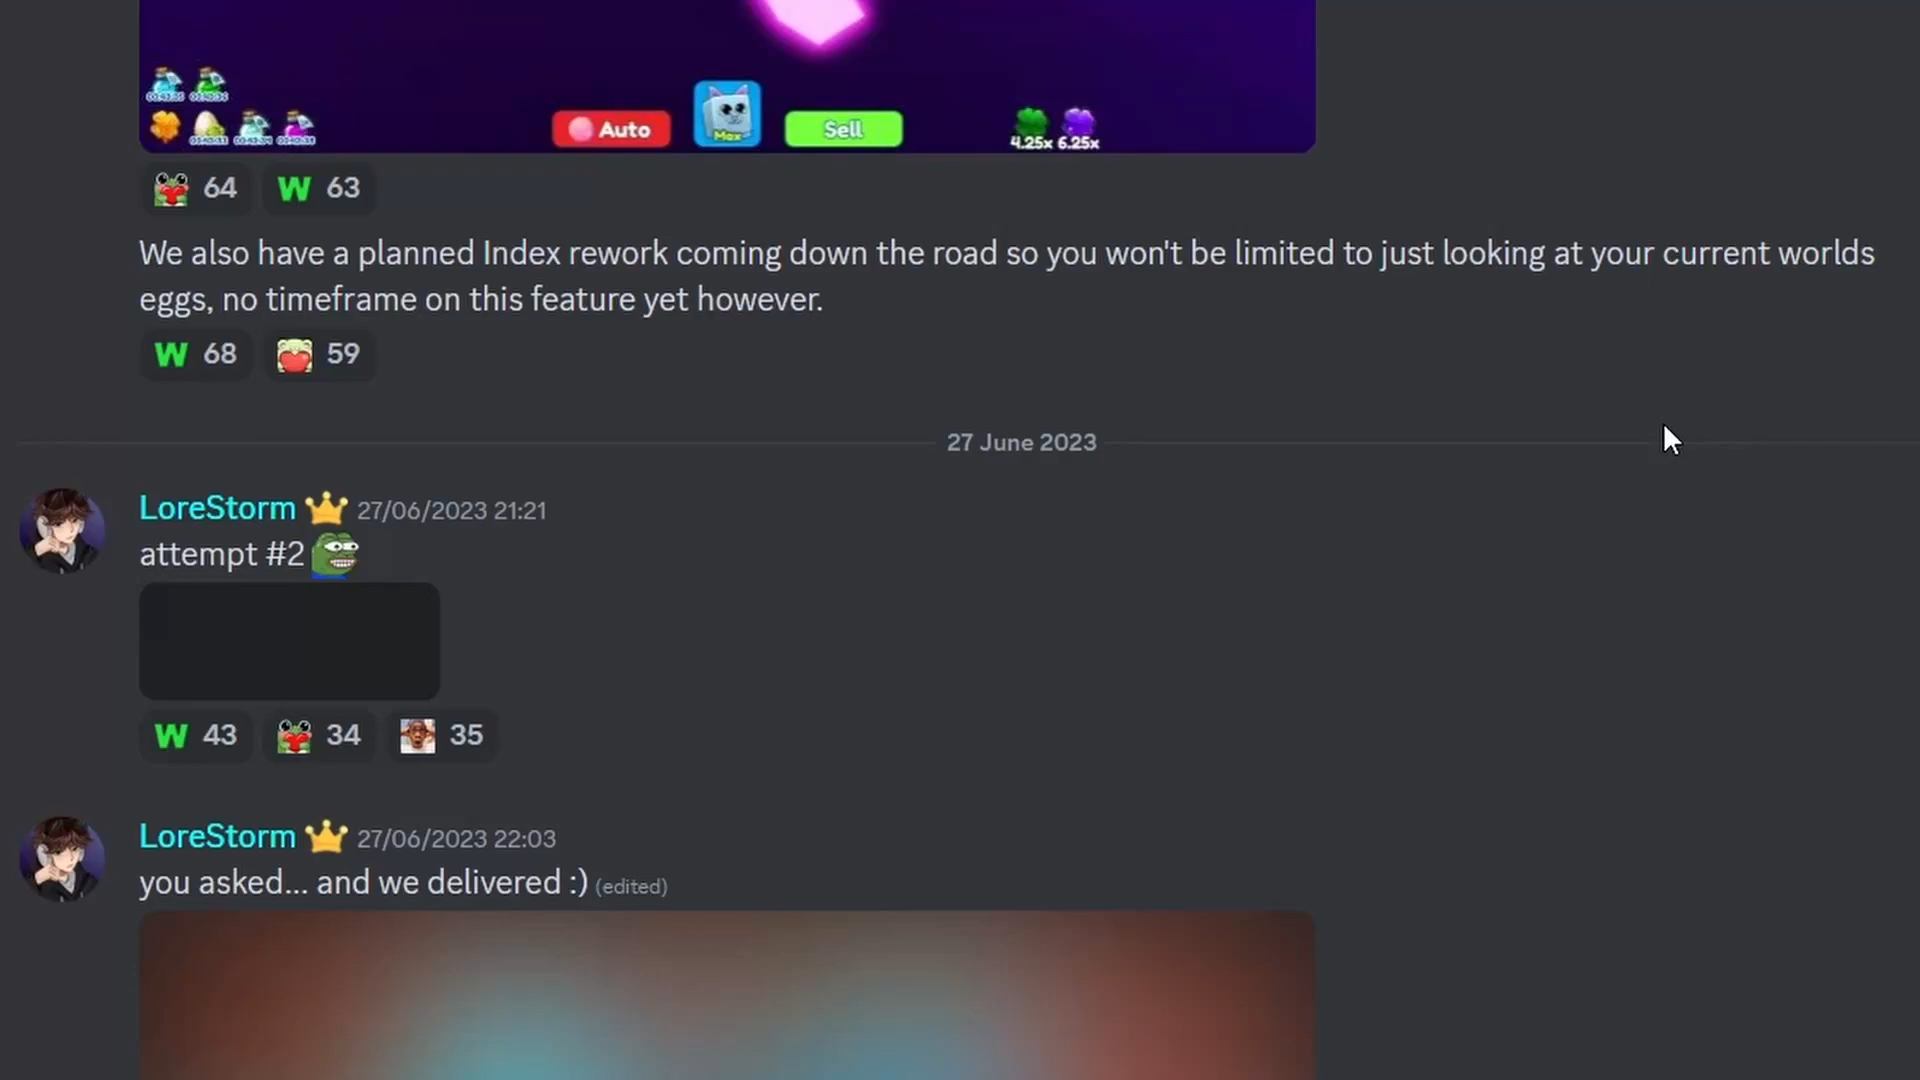 Auto
Max
Sell
4.25x 6.25x
64 W 63
We also have a planned Index rework coming down the road so you won't be limited to just looking at your current worlds
eggs, no timeframe on this feature yet however.
W 68 59
27 June 2023
LoreStorm 27/06/2023 21:21
attempt #2
W 43 34 35
LoreStorm 27/06/2023 22:03
you asked... and we delivered :) (edited)